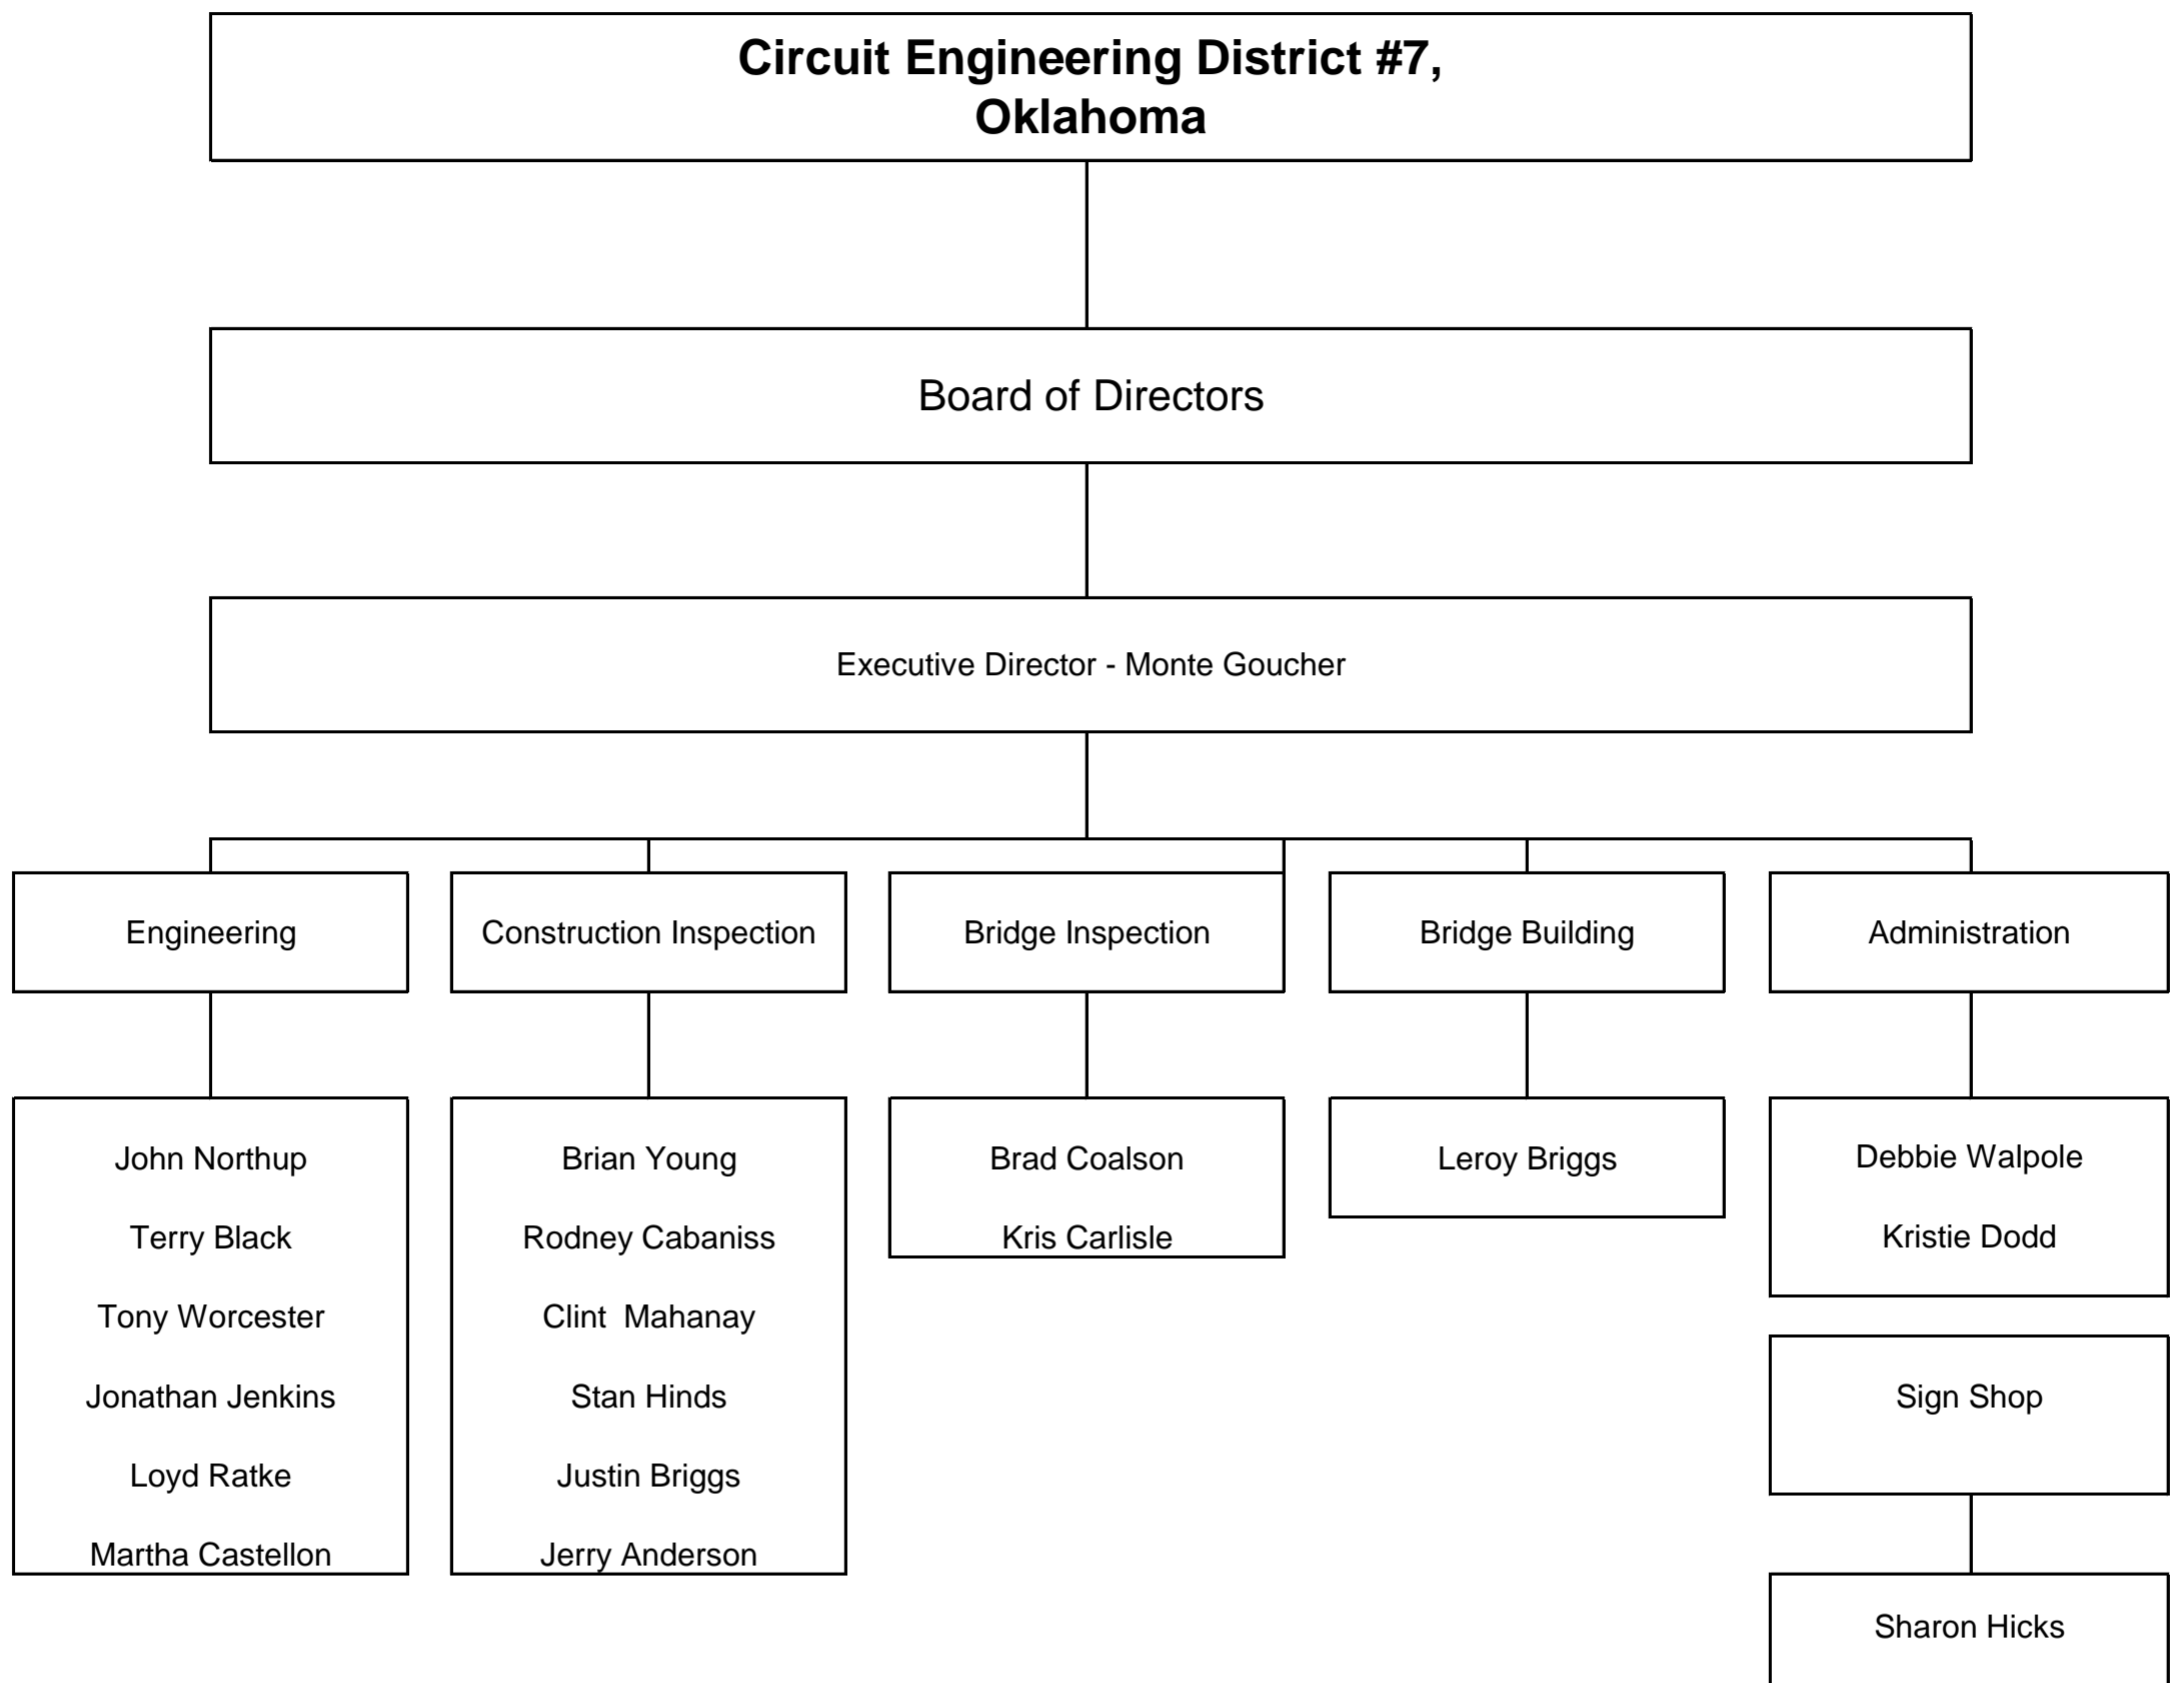 Circuit Engineering District #7,
Oklahoma
Board of Directors
Executive Director - Monte Goucher
Engineering
Construction Inspection
Bridge Inspection
Bridge Building
Administration
John Northup
Terry Black
Tony Worcester
Jonathan Jenkins
Loyd Ratke
Martha Castellon
Brian Young
Rodney Cabaniss
Clint  Mahanay
Stan Hinds
Justin Briggs
Jerry Anderson
Brad Coalson
Kris Carlisle
Leroy Briggs
Debbie Walpole
Kristie Dodd
Sign Shop
Sharon Hicks